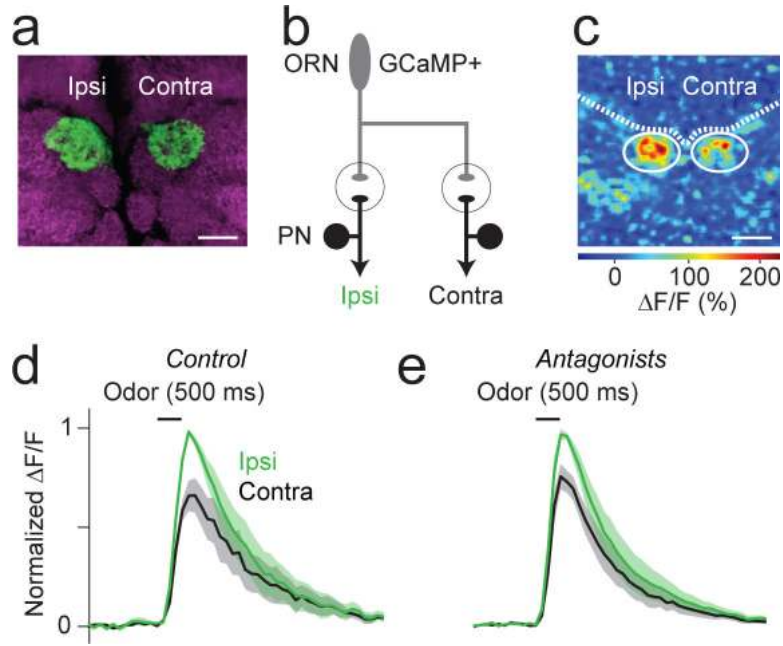 a
Ipsi Contra
b
ORN GCaMP+
PN
Ipsi Contra
c
Ipsi Contra
0 100 200
ΔF/F (%)
d
Control
Odor (500 ms)
Normalized ΔF/F
1
0
Ipsi
Contra
e
Antagonists
Odor (500 ms)